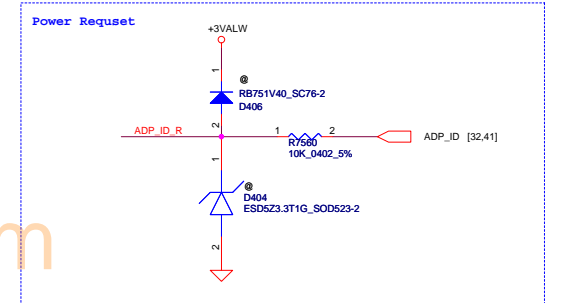 Power Requset
+3VALW
1
@
RB751V40_SC76-2
D406
2
ADP_ID_R
1
2
ADP_ID [32,41]
R7560
10K_0402_5%
1
@
D404
ESD5Z3.3T1G_SOD523-2
2
m